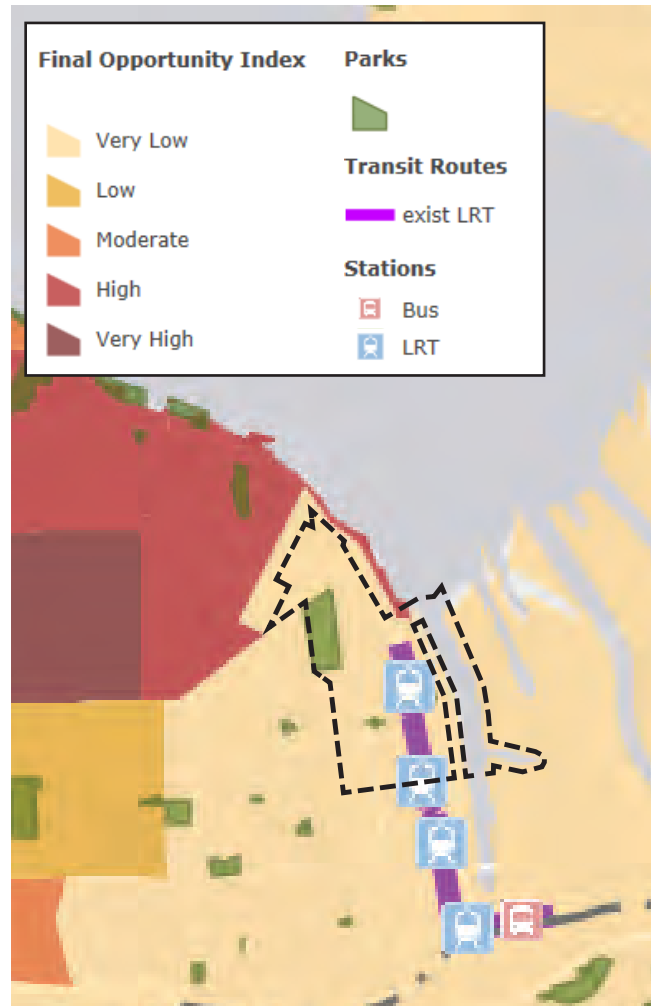 Final Opportunity Index
Very Low
Low
Moderate
High
Very High
Parks
Transit Routes
exist LRT
Stations
Bus
LRT